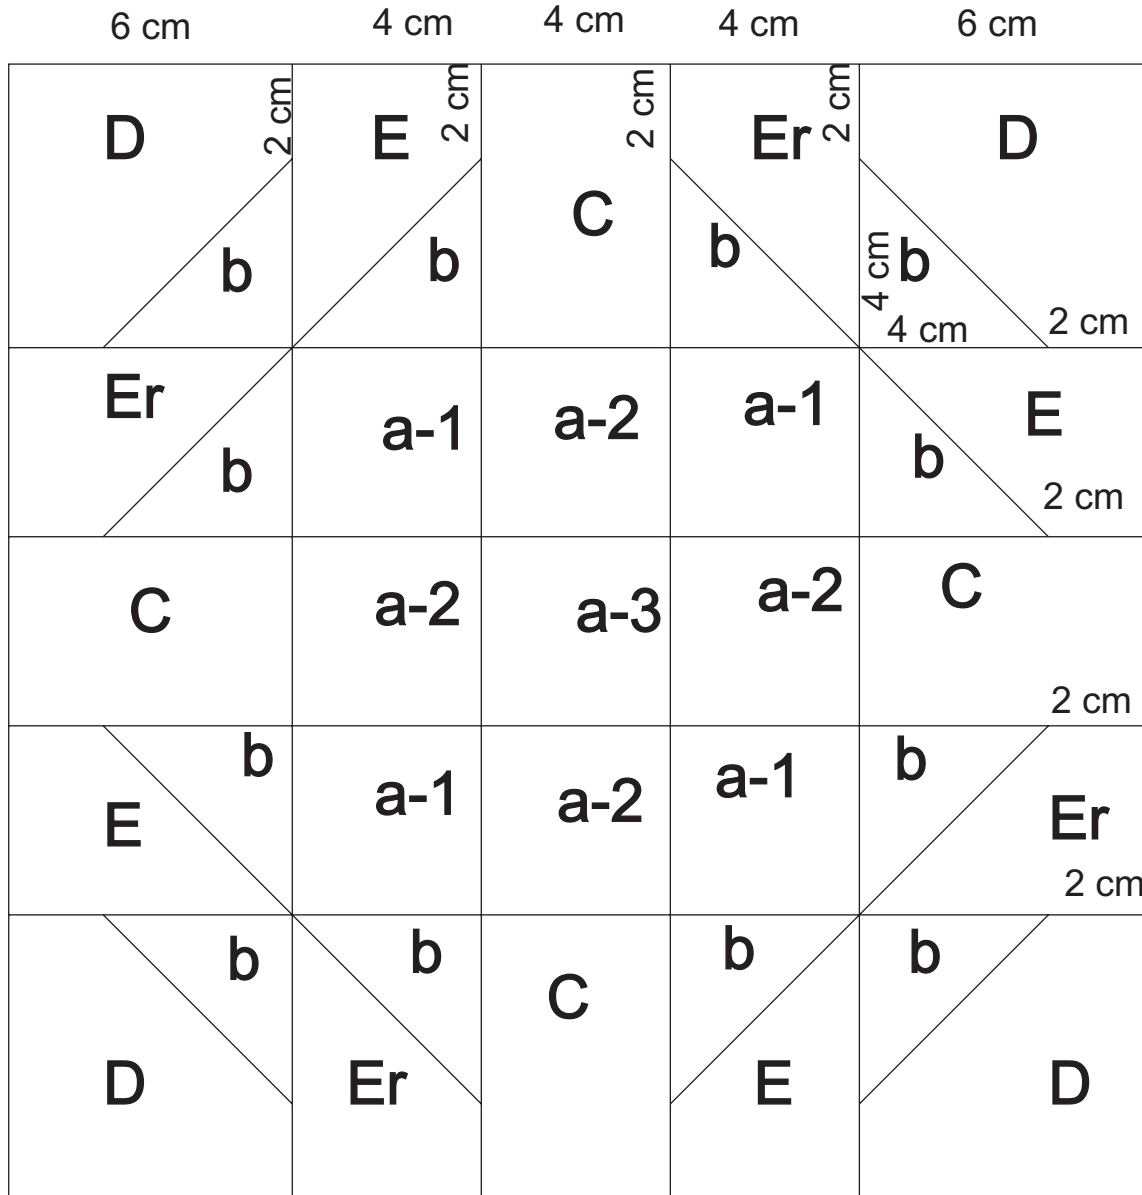 6 cm 4 cm 4 cm 4 cm 6 cm
D 2 cm E 2 cm 2 cm Er 2 cm D
C
b b b 4 cm b
4 cm 2 cm
Er a-1 a-2 a-1 E
b b 2 cm
C a-2 a-3 a-2 C
2 cm
b b
E a-1 a-2 a-1 Er
2 cm
b b C b b
D Er E D